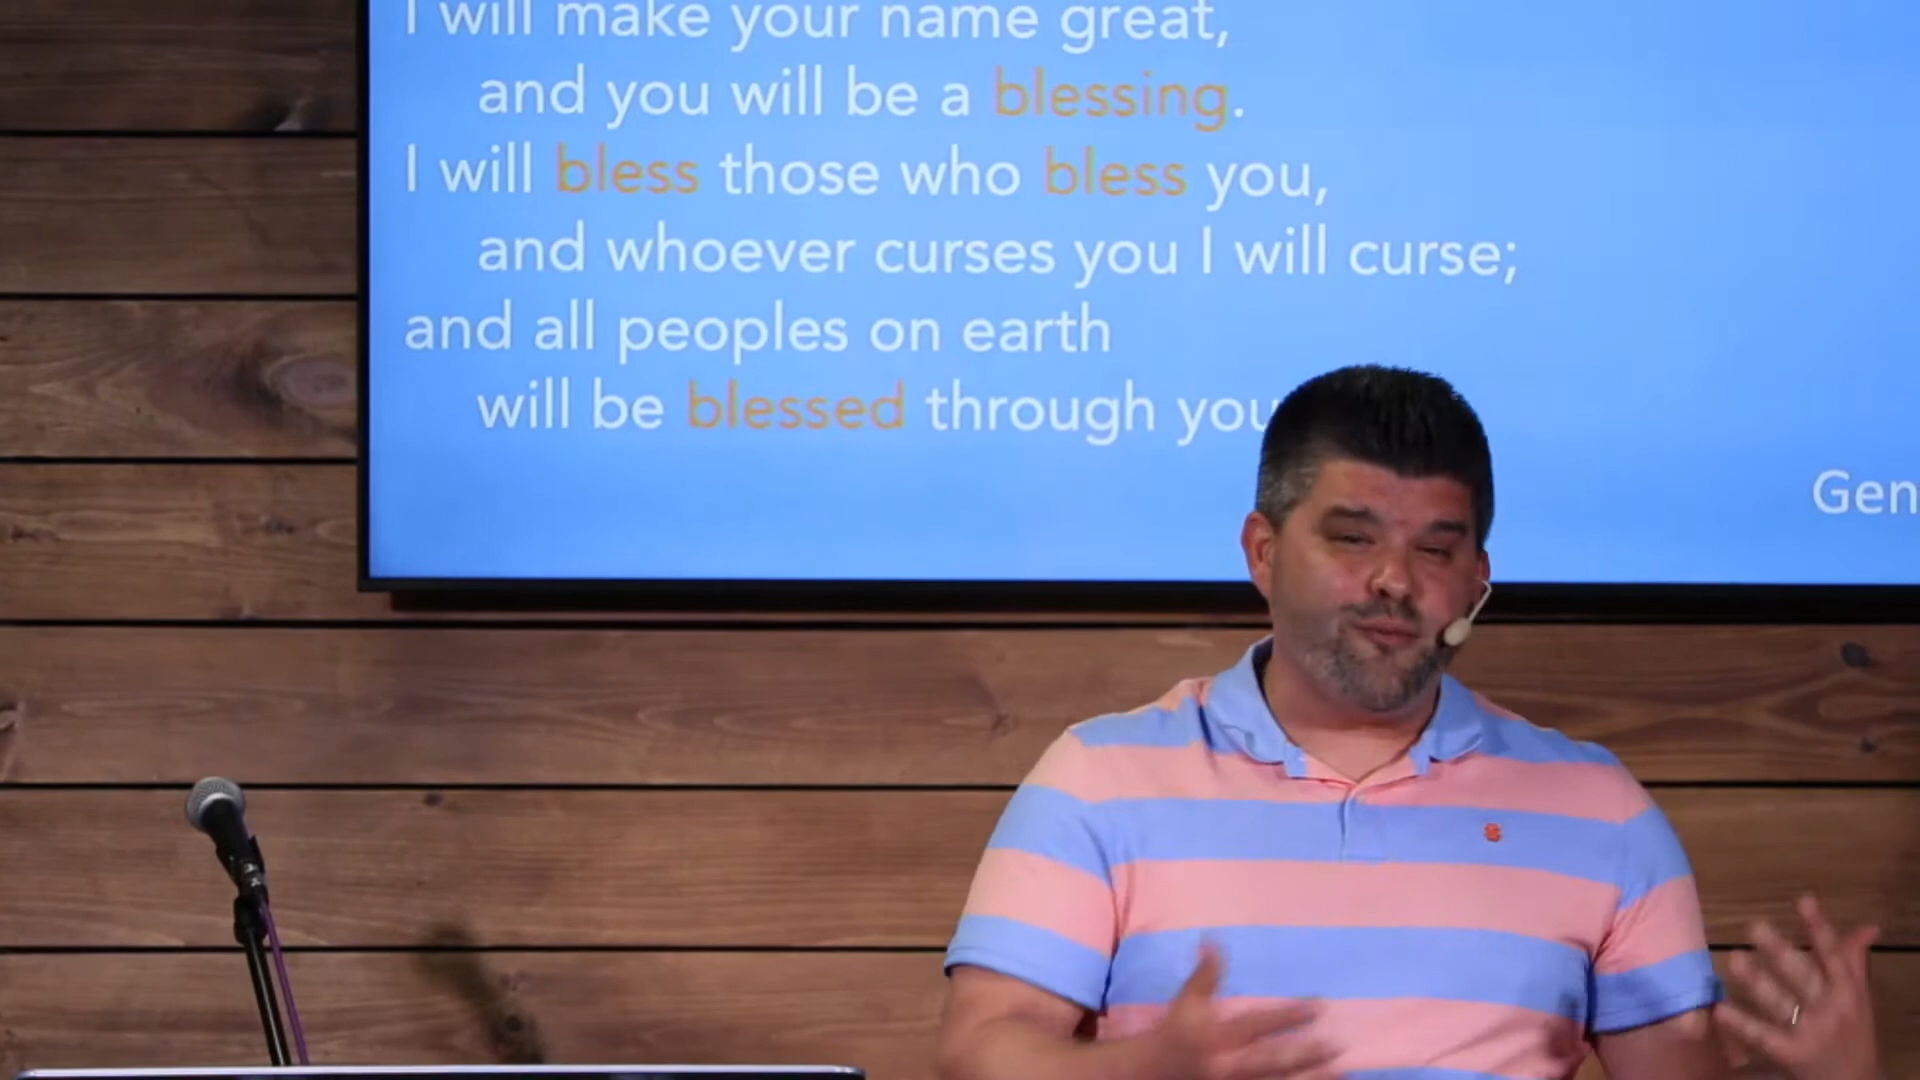 I will make your name great,
and you will be a blessing.
I will bless those who bless you,
and whoever curses you I will curse;
and all peoples on earth
will be blessed through you
Gen